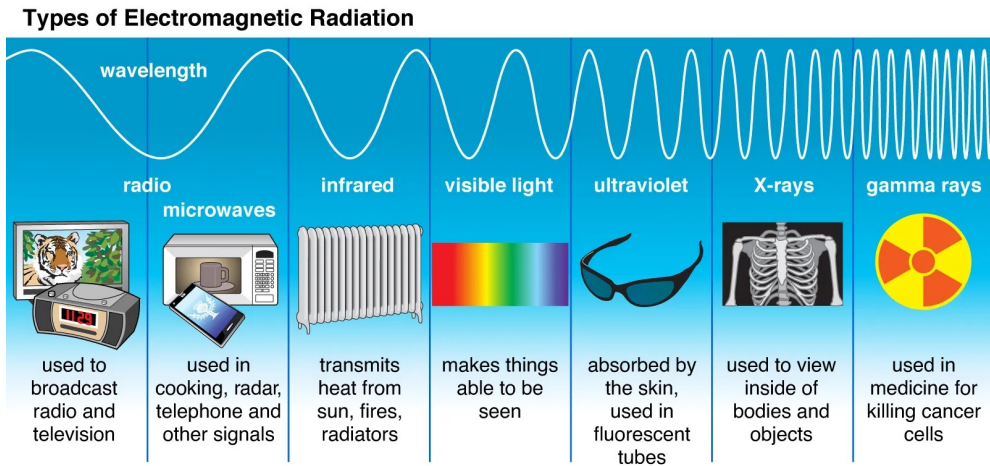 Types of Electromagnetic Radiation
wavelength
radio
microwaves
infrared
visible light
ultraviolet
X-rays
gamma rays
11:29
used to
broadcast
radio and
television
used in
cooking, radar,
telephone and
other signals
transmits
heat from
sun, fires,
radiators
makes things
able to be
seen
absorbed by
the skin,
used in
fluorescent
tubes
used to view
inside of
bodies and
objects
used in
medicine for
killing cancer
cells